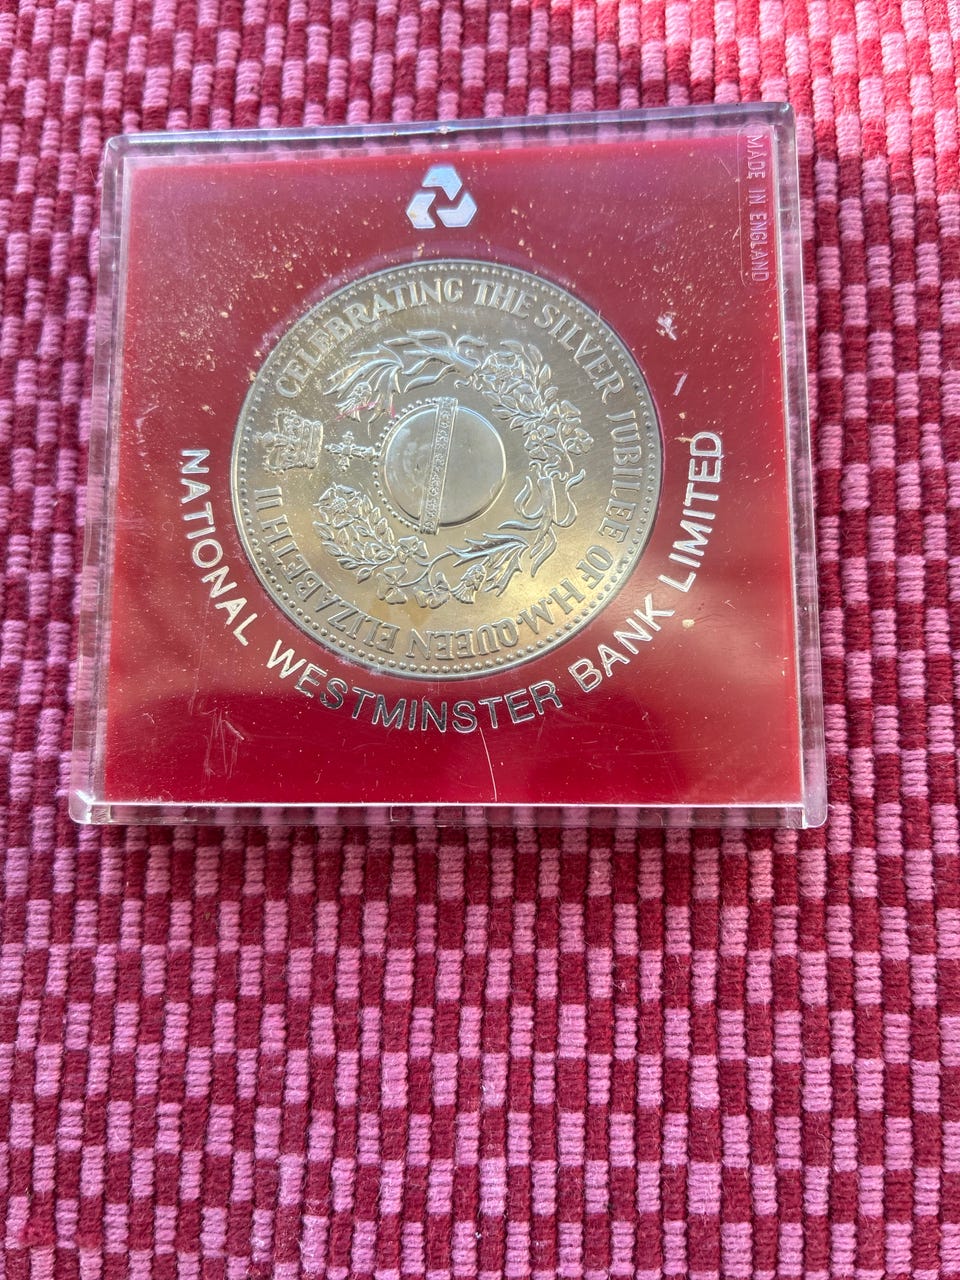 MADE IN ENGLAND
CELEBRATING THE SILVER JUBILEE OF H.M. QUEEN ELIZABETH II
NATIONAL WESTMINSTER BANK LIMITED